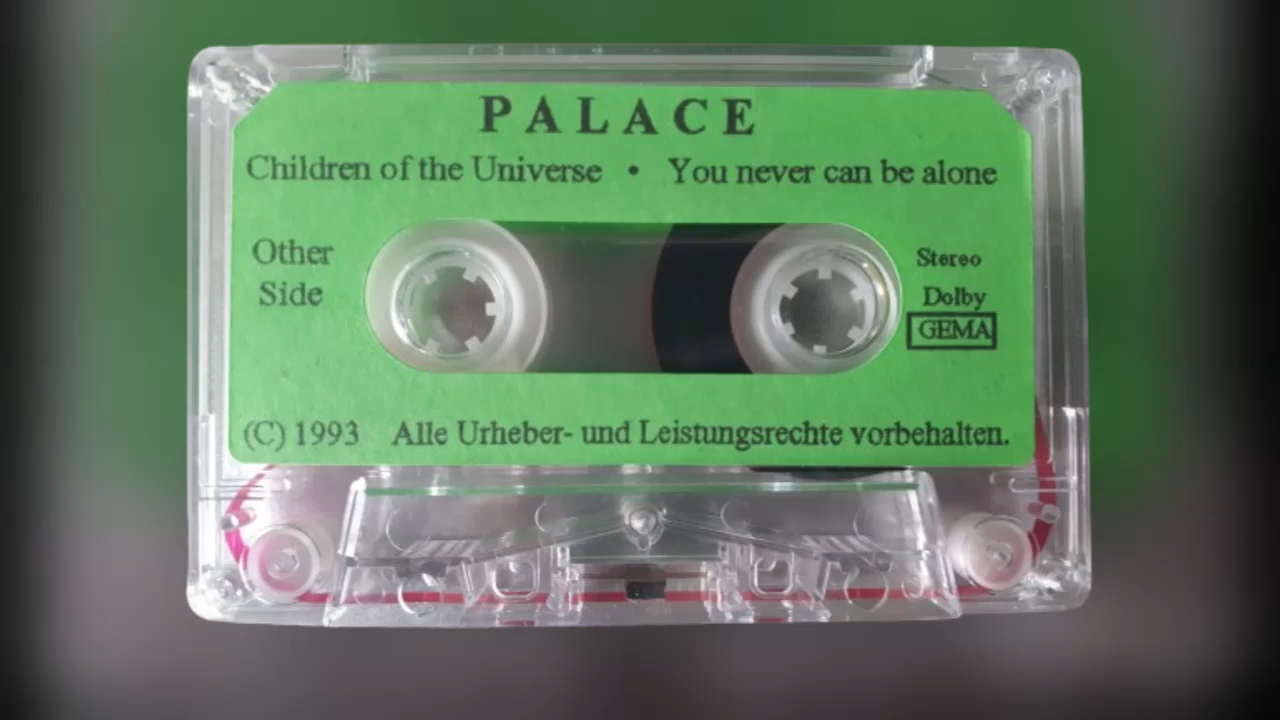 PALACE
Children of the Universe • You never can be alone
Other
Side
Stereo
Dolby
GEMA
(C) 1993 Alle Urheber- und Leistungsrechte vorbehalten.